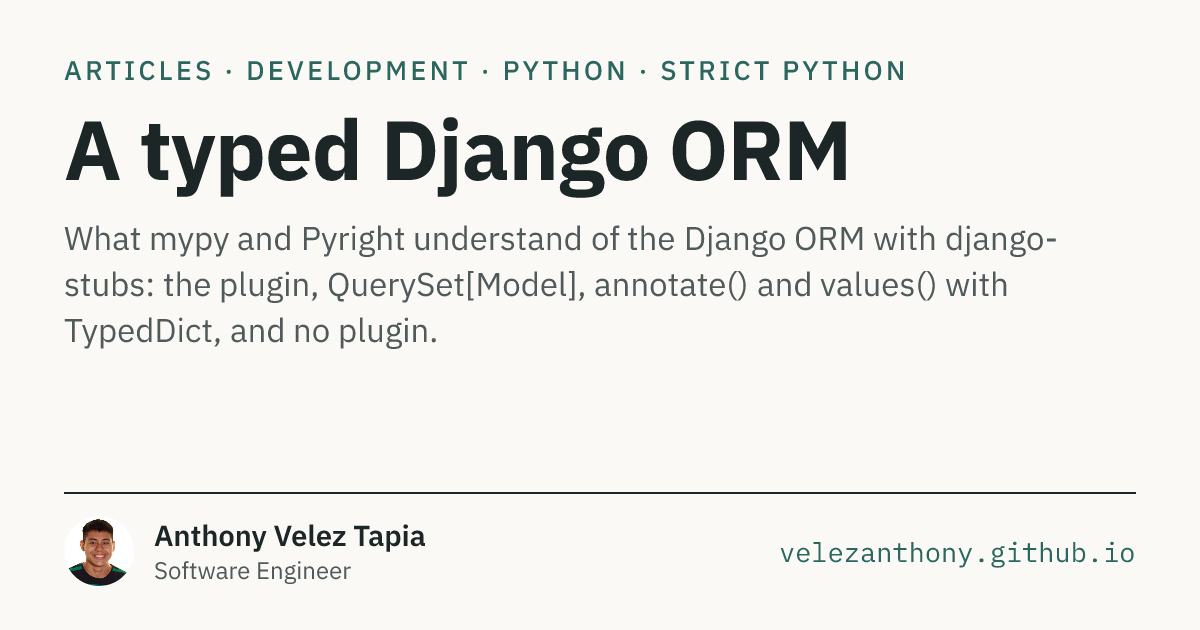 ARTICLES · DEVELOPMENT · PYTHON · STRICT PYTHON
A typed Django ORM
What mypy and Pyright understand of the Django ORM with django-
stubs: the plugin, QuerySet[Model], annotate() and values() with
TypedDict, and no plugin.
Anthony Velez Tapia
Software Engineer
velezanthony.github.io